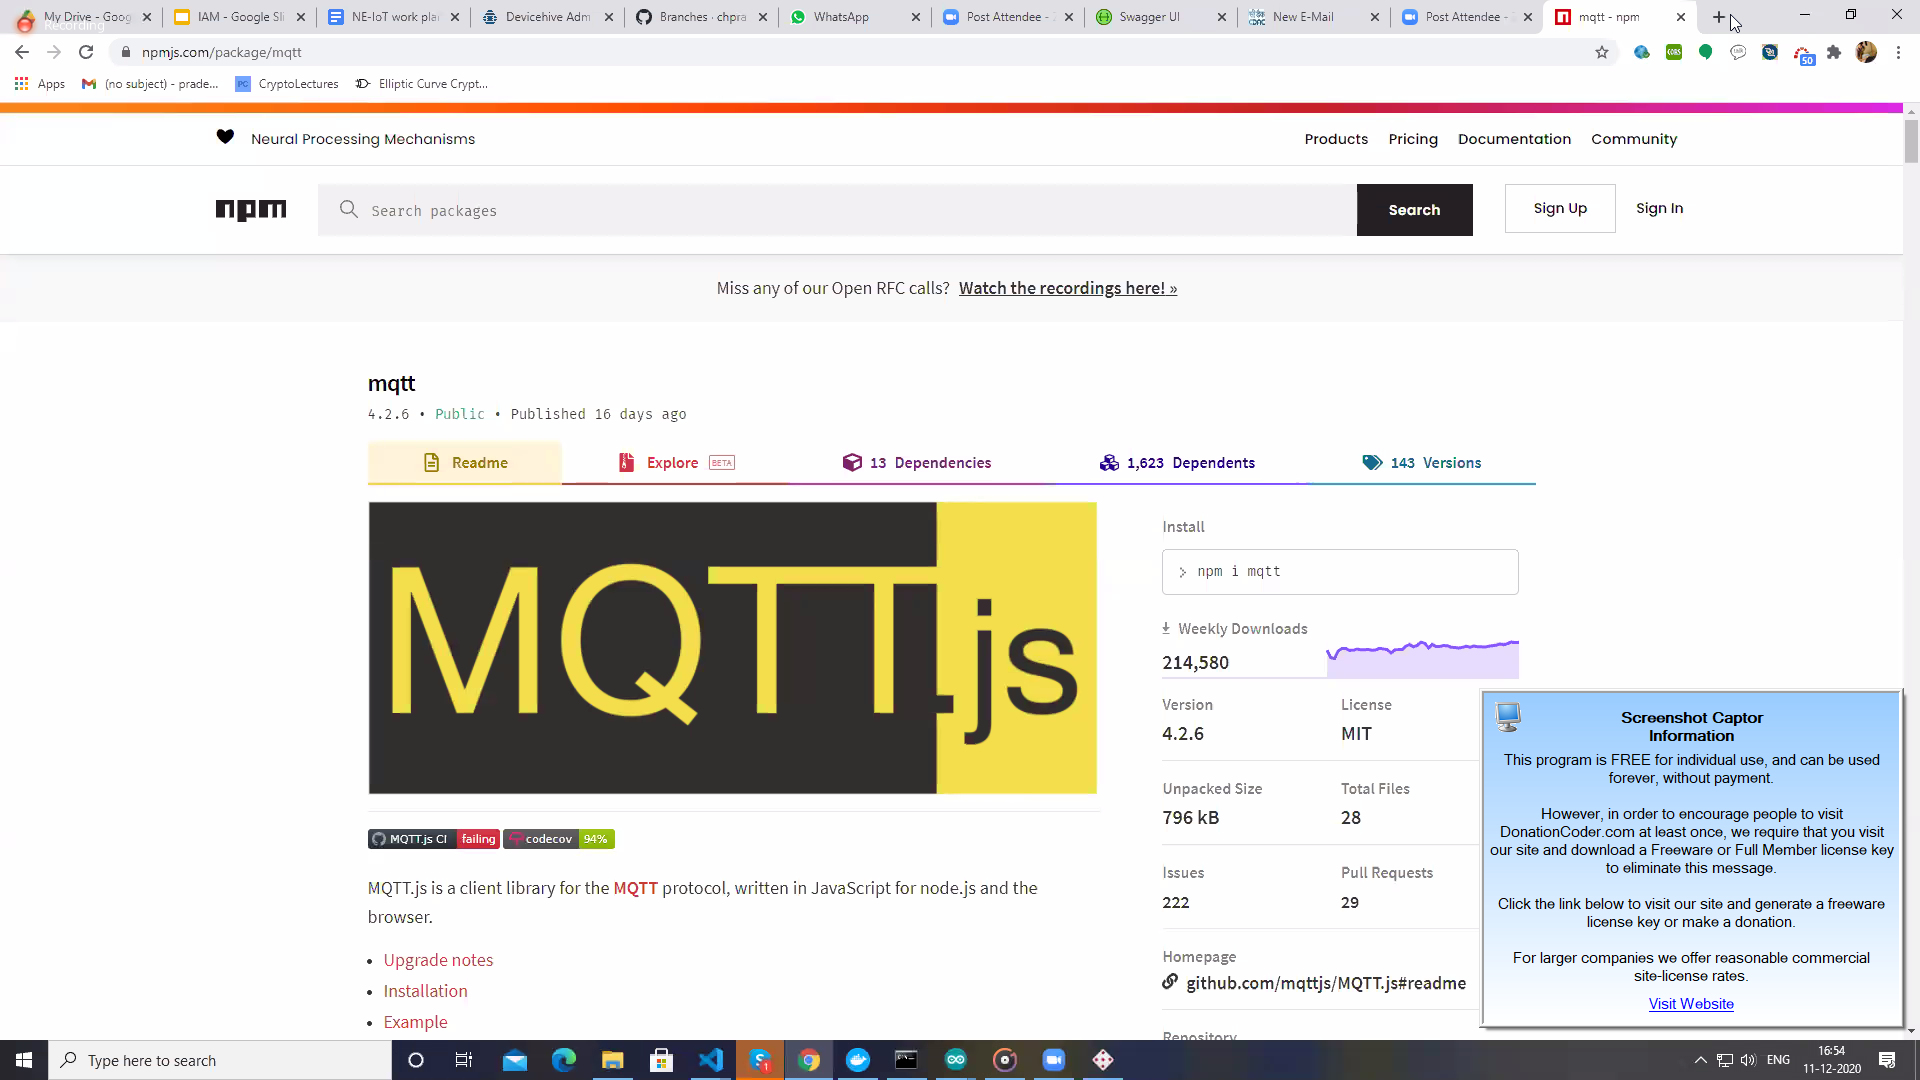 My Drive - Goog
IAM - Google Sli
NE-IoT work pla
Devicehive Adm
Branches · chpra
WhatsApp
Post Attendee -
Swagger UI
New E-Mail
Post Attendee -
mqtt - npm
Recording
npmjs.com/package/mqtt
50
Apps
(no subject) - prade...
CryptoLectures
Elliptic Curve Crypt...
Neural Processing Mechanisms
Products
Pricing
Documentation
Community
npm
Search packages
Search
Sign Up
Sign In
Miss any of our Open RFC calls? Watch the recordings here! »
mqtt
4.2.6 • Public • Published 16 days ago
Readme
Explore BETA
13 Dependencies
1,623 Dependents
143 Versions
MQTT.js
Install
> npm i mqtt
Weekly Downloads
214,580
Version
4.2.6
License
MIT
Unpacked Size
796 kB
Total Files
28
Issues
222
Pull Requests
29
Homepage
github.com/mqttjs/MQTT.js#readme
Repository
MQTT.js CI failing
codecov 94%
MQTT.js is a client library for the MQTT protocol, written in JavaScript for node.js and the
browser.
• Upgrade notes
• Installation
• Example
Screenshot Captor
Information
This program is FREE for individual use, and can be used
forever, without payment.
However, in order to encourage people to visit
DonationCoder.com at least once, we require that you visit
our site and download a Freeware or Full Member license key
to eliminate this message.
Click the link below to visit our site and generate a freeware
license key or make a donation.
For larger companies we offer reasonable commercial
site-license rates.
Visit Website
Type here to search
ENG
16:54
11-12-2020